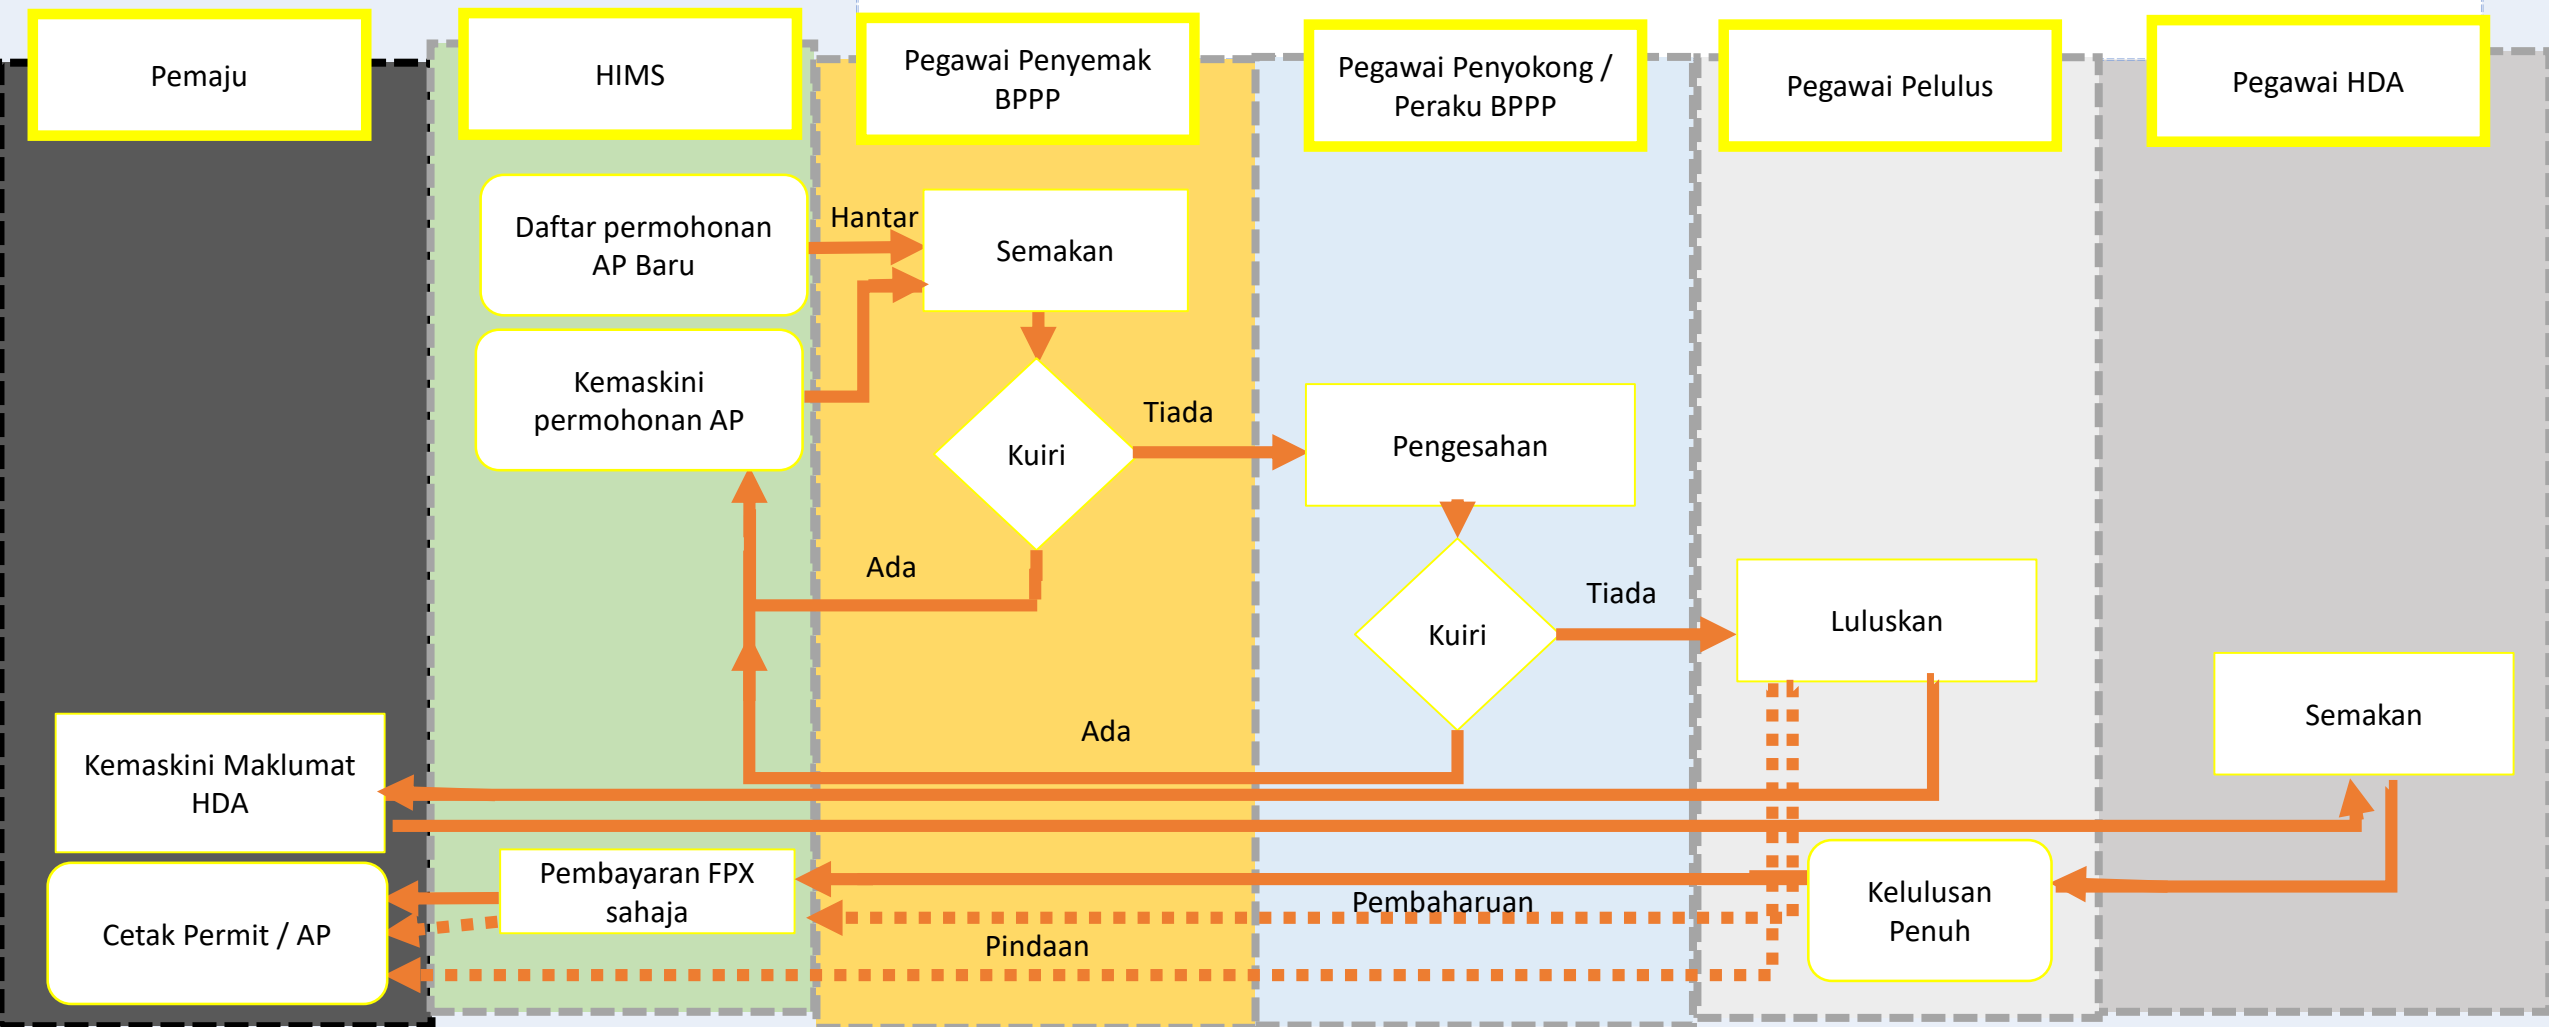 Pemaju
HIMS
Pegawai Penyemak
BPPP
Pegawai Penyokong /
Peraku BPPP
Pegawai Pelulus
Pegawai HDA
Daftar permohonan
AP Baru
Hantar
Semakan
Kemaskini
permohonan AP
Kuiri
Tiada
Pengesahan
Ada
Kuiri
Tiada
Luluskan
Semakan
Ada
Kemaskini Maklumat
HDA
Pembayaran FPX
sahaja
Pembaharuan
Kelulusan
Penuh
Cetak Permit / AP
Pindaan